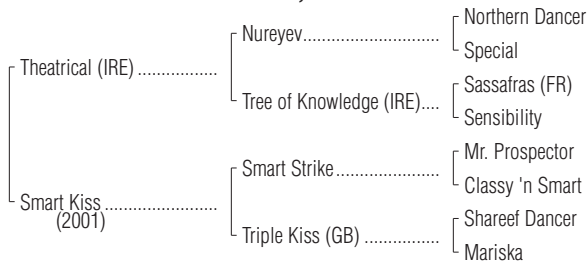 Northern Dancer
Nureyev
Special
Theatrical (IRE)
Sassafras (FR)
Tree of Knowledge (IRE)
Sensibility
Mr. Prospector
Smart Strike
Classy 'n Smart
Smart Kiss
(2001)
Shareef Dancer
Triple Kiss (GB)
Mariska